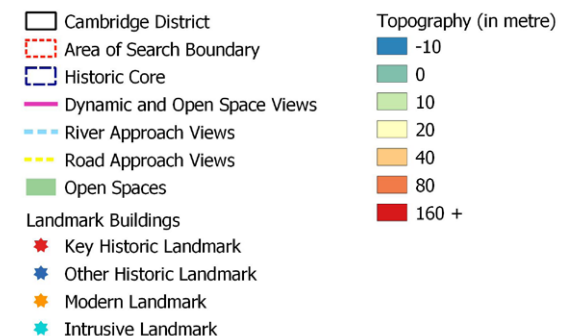 Cambridge District
Area of Search Boundary
Historic Core
Dynamic and Open Space Views
River Approach Views
Road Approach Views
Open Spaces
Landmark Buildings
Key Historic Landmark
Other Historic Landmark
Modern Landmark
Intrusive Landmark
Topography (in metre)
-10
0
10
20
40
80
160 +